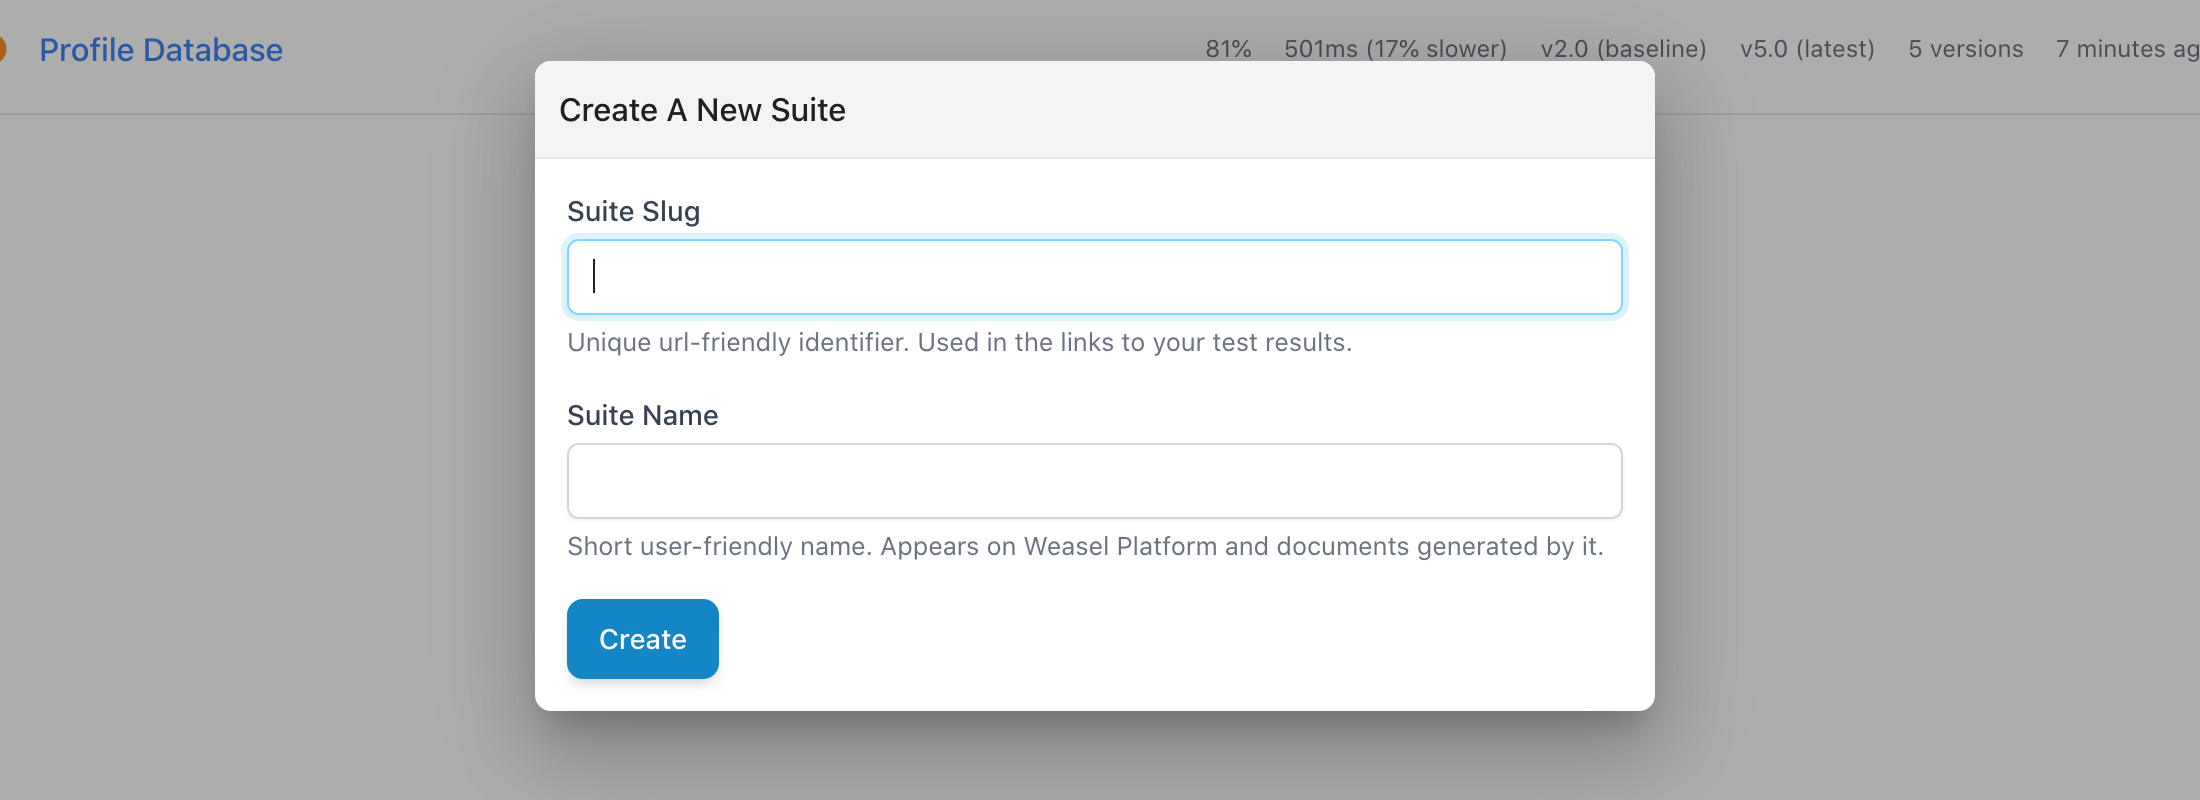 Profile Database 81% 501ms (17% slower) v2.0 (baseline) v5.0 (latest) 5 versions 7 minutes ag
Create A New Suite
Suite Slug
Unique url-friendly identifier. Used in the links to your test results.
Suite Name
Short user-friendly name. Appears on Weasel Platform and documents generated by it.
Create